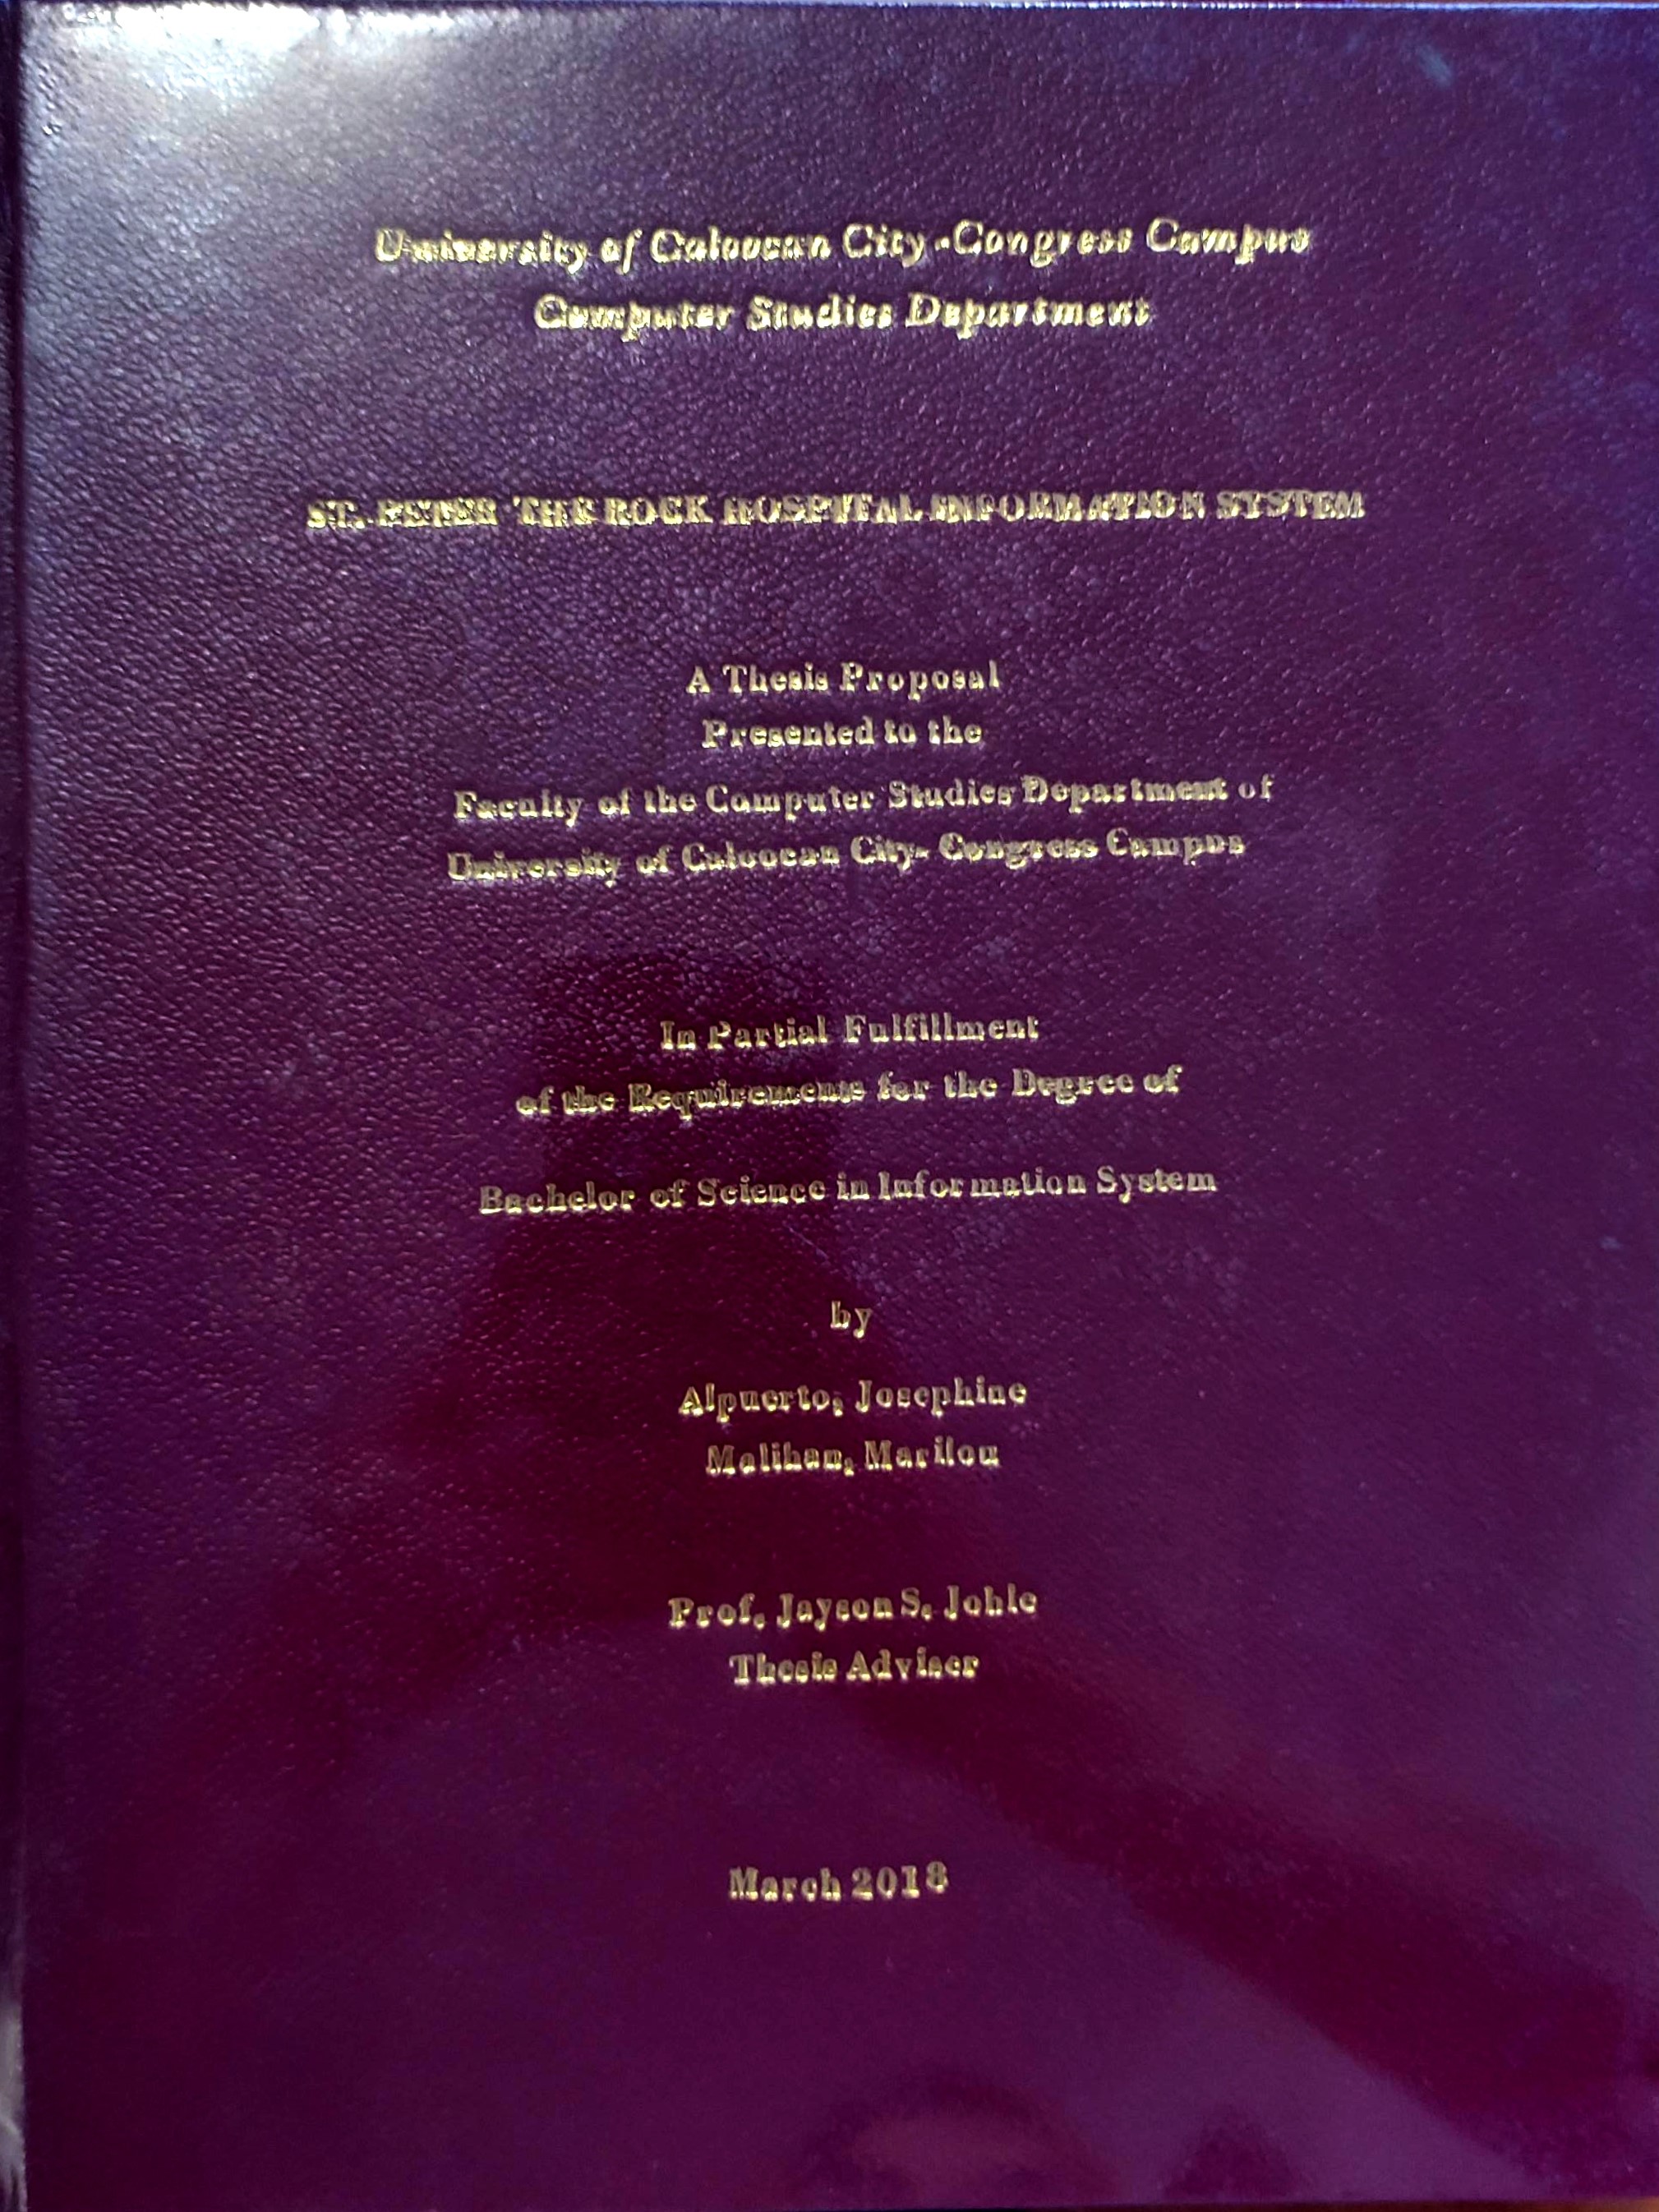 University of Caloocan City -Congress Campus
Computer Studies Department
ST. PETER THE ROCK HOSPITAL INFORMATION SYSTEM
A Thesis Proposal
Presented to the
Faculty of the Computer Studies Department of
University of Caloocan City- Congress Campus
In Partial Fulfillment
of the Requirements for the Degree of
Bachelor of Science in Information System
by
Alpuerto, Josephine
Malihan, Marilou
Prof. Jayson S. Joble
Thesis Adviser
March 2018